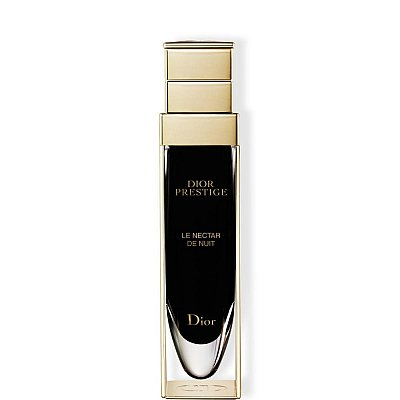 DIOR
PRESTIGE
LE NECTAR
DE NUIT
Dior